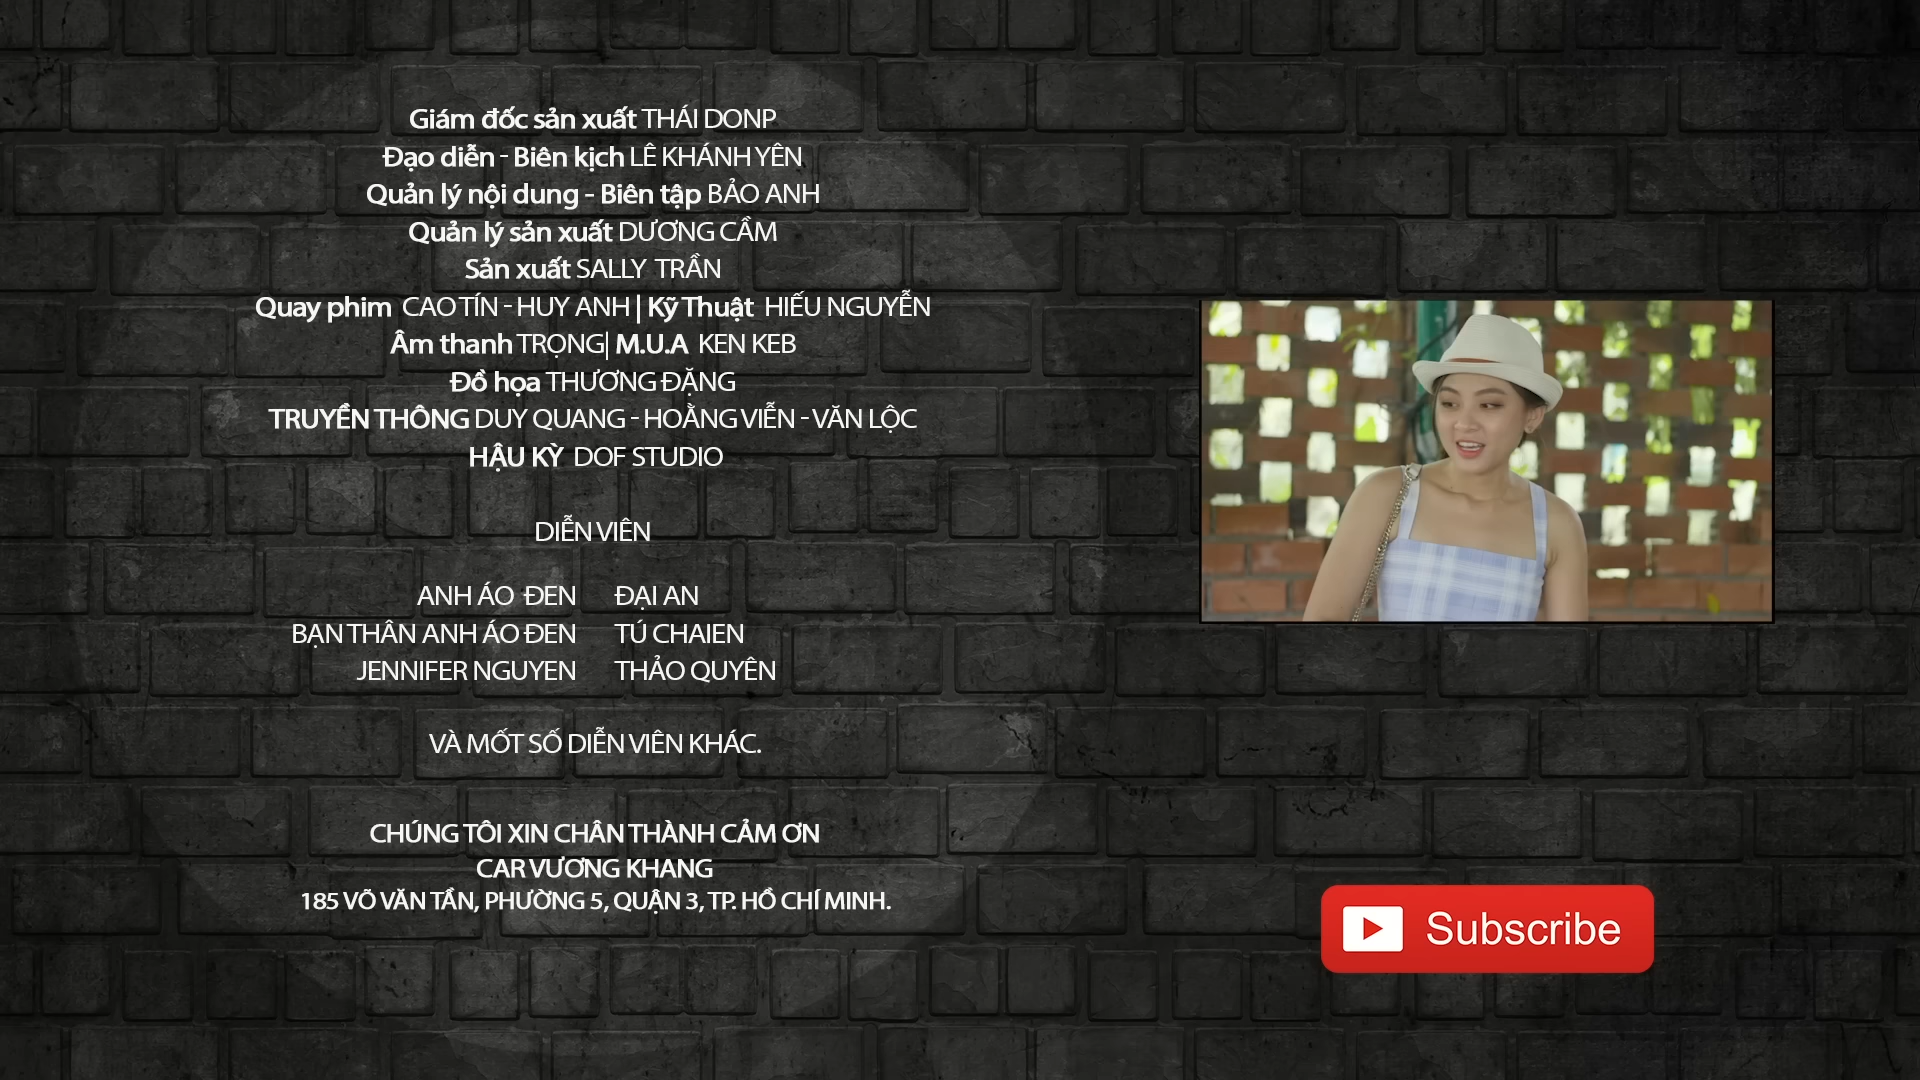 Giám đốc sản xuất THÁI DONP
Đạo diễn - Biên kịch LÊ KHÁNH YÊN
Quản lý nội dung - Biên tập BẢO ANH
Quản lý sản xuất DƯƠNG CẦM
Sản xuất SALLY TRẦN
Quay phim CAO TÍN - HUY ANH | Kỹ Thuật HIẾU NGUYỄN
Âm thanh TRỌNG| M.U.A KEN KEB
Đồ họa THƯƠNG ĐẶNG
TRUYỀN THÔNG DUY QUANG - HOẰNG VIỄN - VĂN LỘC
HẬU KỲ DOF STUDIO
DIỄN VIÊN
ANH ÁO ĐEN ĐẠI AN
BẠN THÂN ANH ÁO ĐEN TÚ CHAIEN
JENNIFER NGUYEN THẢO QUYÊN
VÀ MỐT SỐ DIỄN VIÊN KHÁC.
CHÚNG TÔI XIN CHÂN THÀNH CẢM ƠN
CAR VƯƠNG KHANG
185 VÕ VĂN TẦN, PHƯỜNG 5, QUẬN 3, TP. HỒ CHÍ MINH.
Subscribe